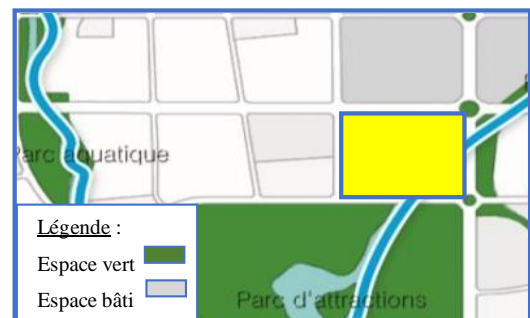 Parc aquatique
Légende :
Espace vert
Espace bâti
Parc d'attractions